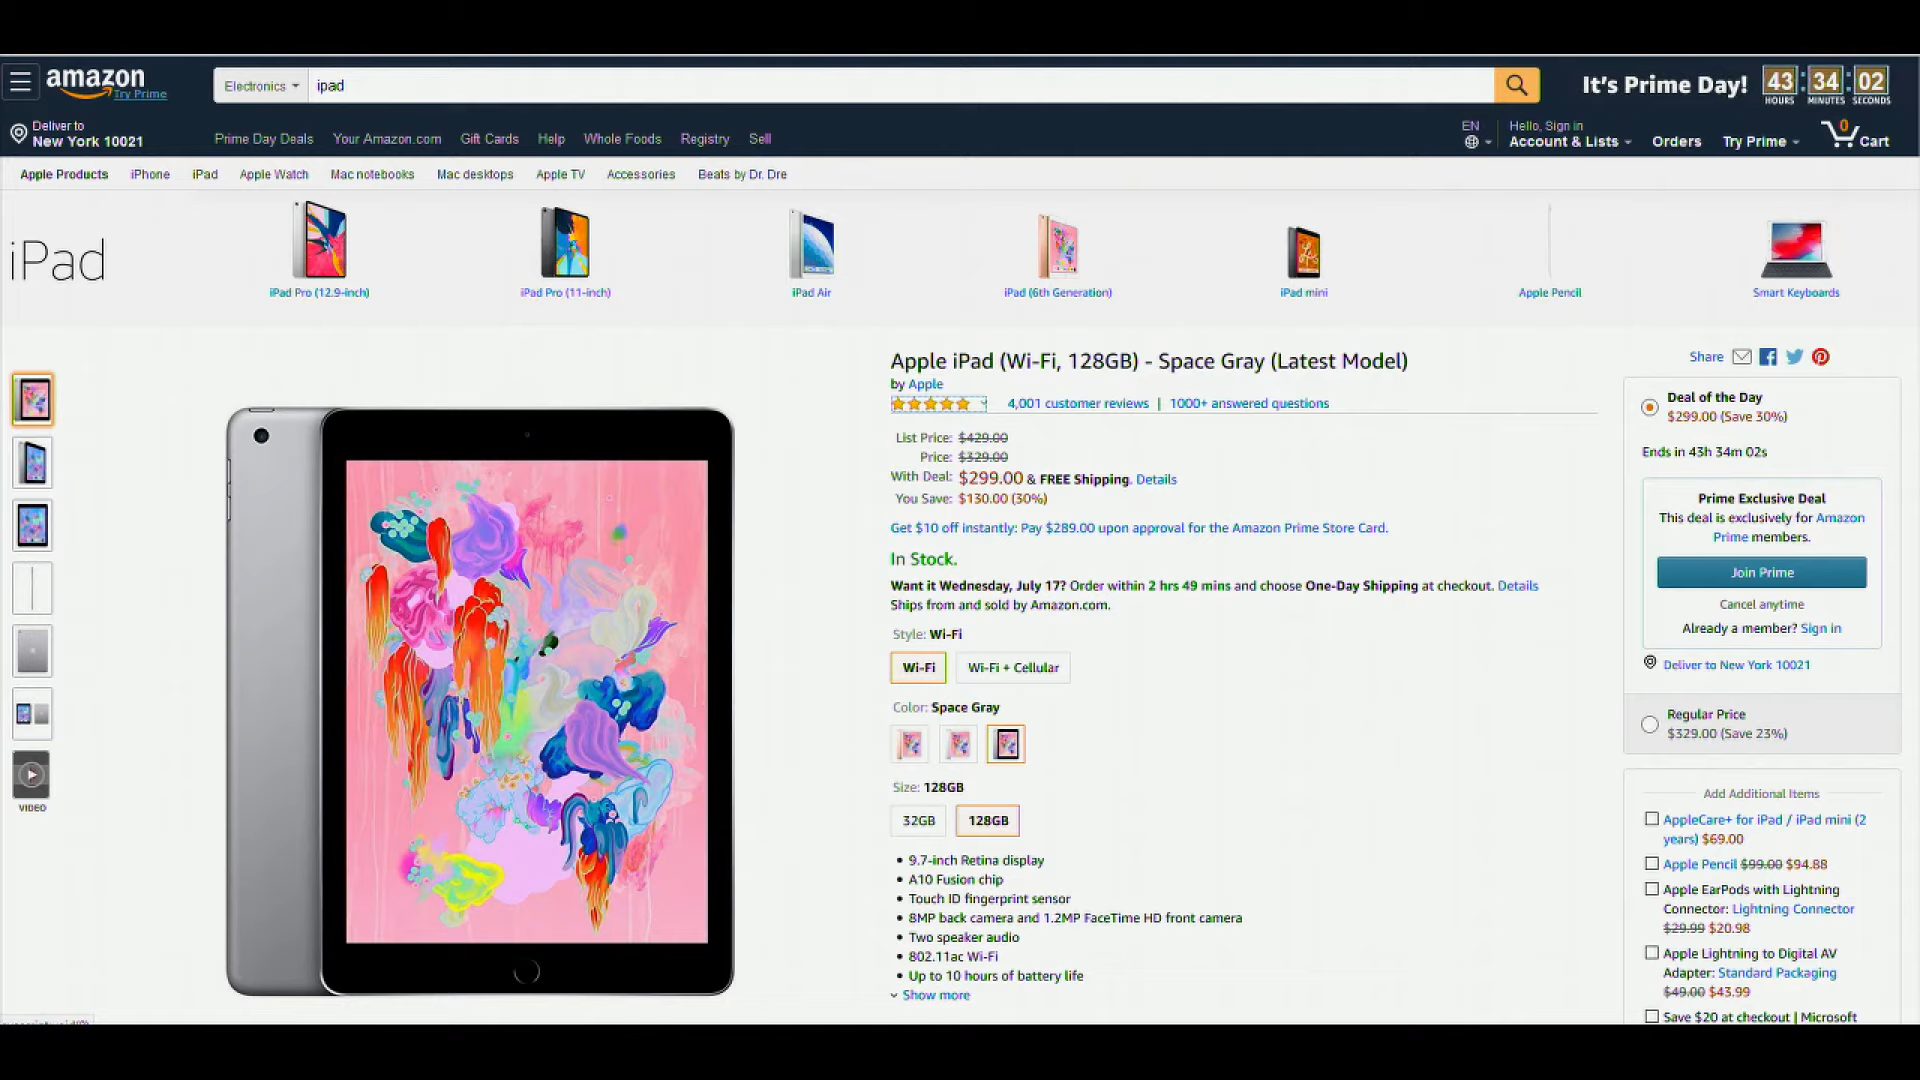 amazon
Try Prime
Electronics
ipad
It's Prime Day!
43 : 34 : 02
HOURS MINUTES SECONDS
Deliver to
New York 10021
Prime Day Deals Your Amazon.com Gift Cards Help Whole Foods Registry Sell
EN
Hello, Sign in
Account & Lists
Orders
Try Prime
0
Cart
Apple Products iPhone iPad Apple Watch Mac notebooks Mac desktops Apple TV Accessories Beats by Dr. Dre
iPad
iPad Pro (12.9-inch) iPad Pro (11-inch) iPad Air iPad (6th Generation) iPad mini Apple Pencil Smart Keyboards
VIDEO
Apple iPad (Wi-Fi, 128GB) - Space Gray (Latest Model)
by Apple
4,001 customer reviews | 1000+ answered questions
List Price: $429.00
Price: $329.00
With Deal: $299.00 & FREE Shipping. Details
You Save: $130.00 (30%)
Get $10 off instantly: Pay $289.00 upon approval for the Amazon Prime Store Card.
In Stock.
Want it Wednesday, July 17? Order within 2 hrs 49 mins and choose One-Day Shipping at checkout. Details
Ships from and sold by Amazon.com.
Style: Wi-Fi
Wi-Fi
Wi-Fi + Cellular
Color: Space Gray
Size: 128GB
32GB
128GB
• 9.7-inch Retina display
• A10 Fusion chip
• Touch ID fingerprint sensor
• 8MP back camera and 1.2MP FaceTime HD front camera
• Two speaker audio
• 802.11ac Wi-Fi
• Up to 10 hours of battery life
Show more
Share
Deal of the Day
$299.00 (Save 30%)
Ends in 43h 34m 02s
Prime Exclusive Deal
This deal is exclusively for Amazon
Prime members.
Join Prime
Cancel anytime
Already a member? Sign in
Deliver to New York 10021
Regular Price
$329.00 (Save 23%)
Add Additional Items
AppleCare+ for iPad / iPad mini (2
years) $69.00
Apple Pencil $99.00 $94.88
Apple EarPods with Lightning
Connector: Lightning Connector
$29.99 $20.98
Apple Lightning to Digital AV
Adapter: Standard Packaging
$49.00 $43.99
Save $20 at checkout | Microsoft